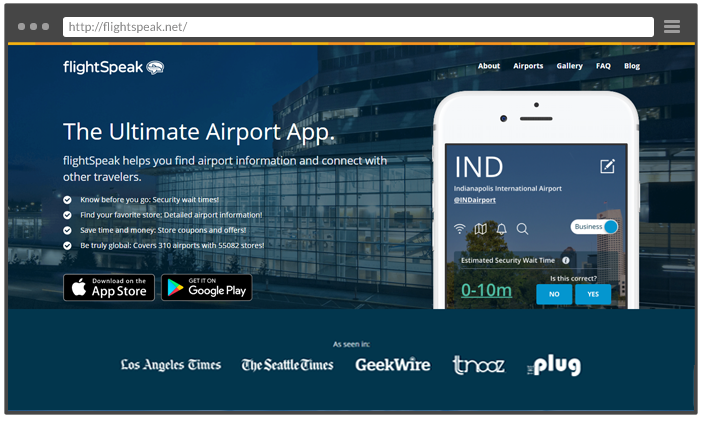 http://flightspeak.net/
flightSpeak
About Airports Gallery FAQ Blog
The Ultimate Airport App.
flightSpeak helps you find airport information and connect with
other travelers.
Know before you go: Security wait times!
Find your favorite store: Detailed airport information!
Save time and money: Store coupons and offers!
Be truly global: Covers 310 airports with 55082 stores!
Download on the
App Store
GET IT ON
Google Play
IND
Indianapolis International Airport
@INDairport
Business
Estimated Security Wait Time i
Is this correct?
0-10m
NO YES
As seen in:
Los Angeles Times The Seattle Times GeekWire tnooz THE plug